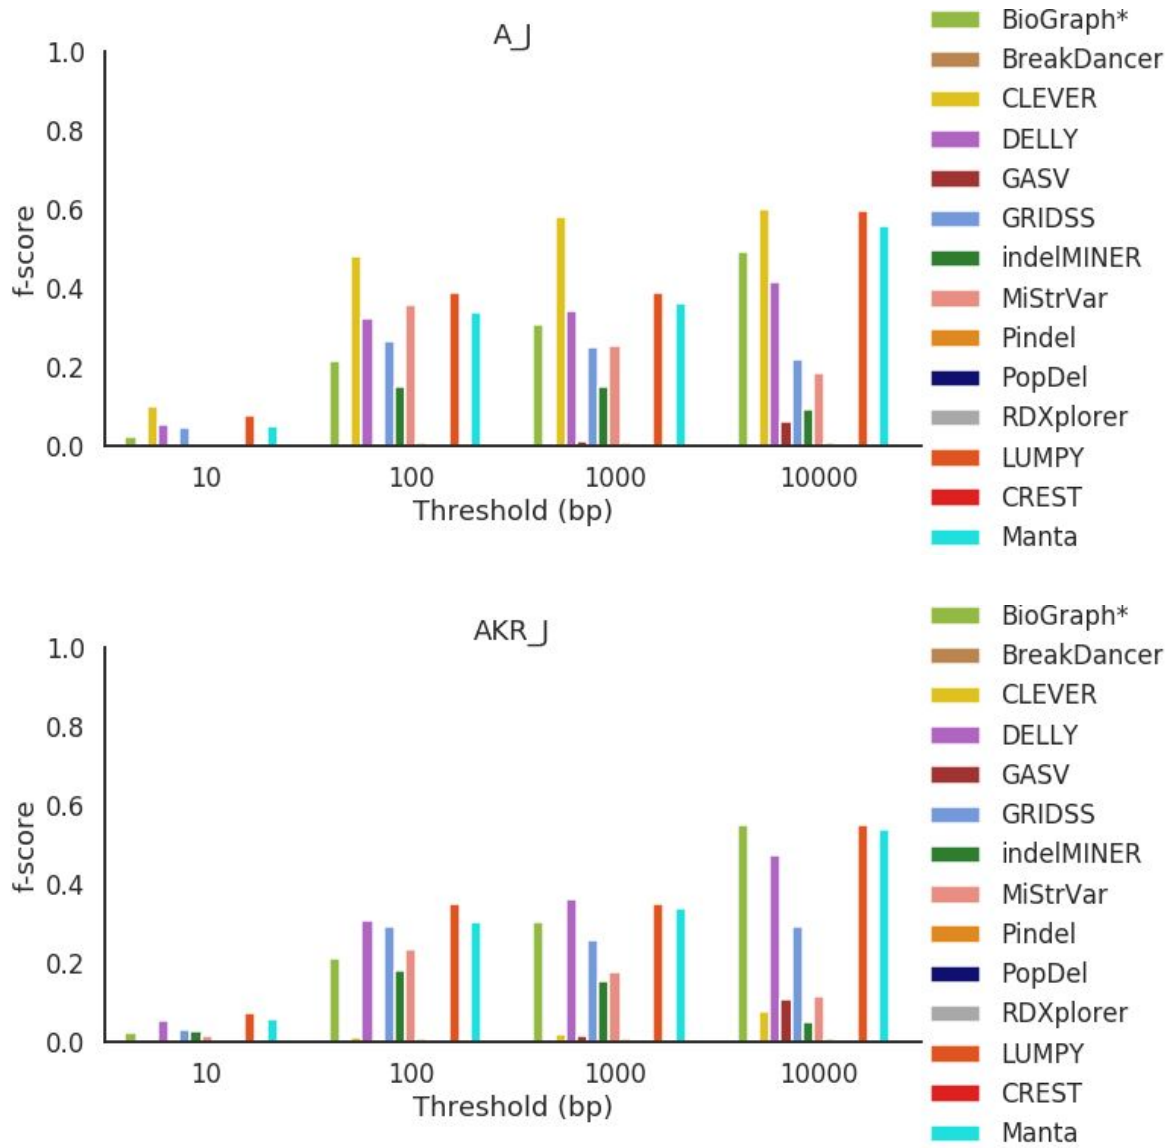 A_J
1.0
0.8
0.6
0.4
0.2
0.0
f-score
10 100 1000 10000
Threshold (bp)
BioGraph*
BreakDancer
CLEVER
DELLY
GASV
GRIDSS
indelMINER
MiStrVar
Pindel
PopDel
RDXplorer
LUMPY
CREST
Manta
AKR_J
1.0
0.8
0.6
0.4
0.2
0.0
f-score
10 100 1000 10000
Threshold (bp)
BioGraph*
BreakDancer
CLEVER
DELLY
GASV
GRIDSS
indelMINER
MiStrVar
Pindel
PopDel
RDXplorer
LUMPY
CREST
Manta